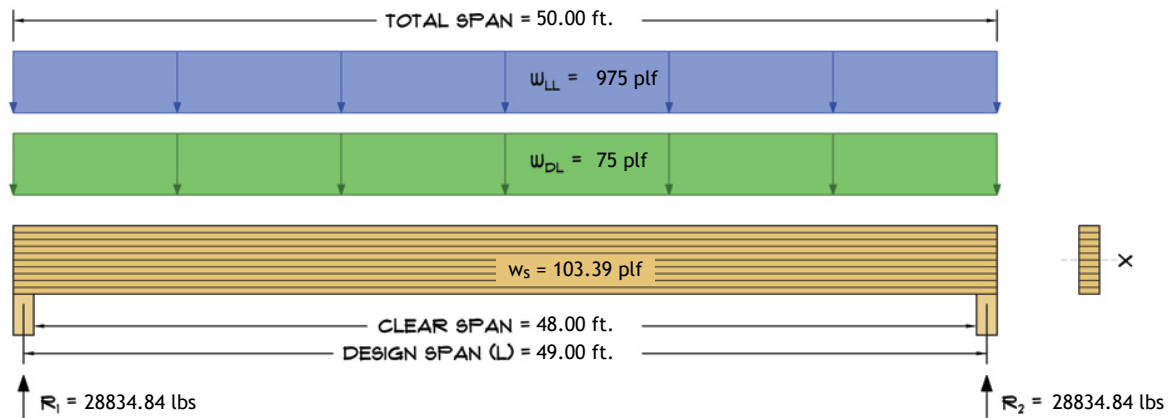 TOTAL SPAN = 50.00 ft.
wLL = 975 plf
wDL = 75 plf
ws = 103.39 plf
X
CLEAR SPAN = 48.00 ft.
DESIGN SPAN (L) = 49.00 ft.
R1 = 28834.84 lbs
R2 = 28834.84 lbs